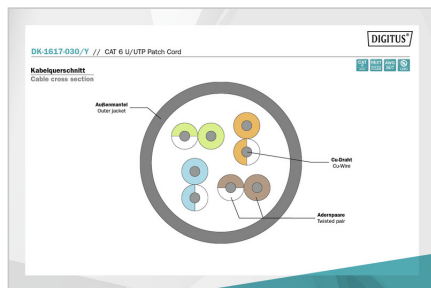 DIGITUS®
DK-1617-030/Y // CAT 6 U/UTP Patch Cord
Kabelquerschnitt
Cable cross section
Außenmantel
Outer jacket
Cu-Draht
Cu-Wire
Adernpaare
Twisted pair